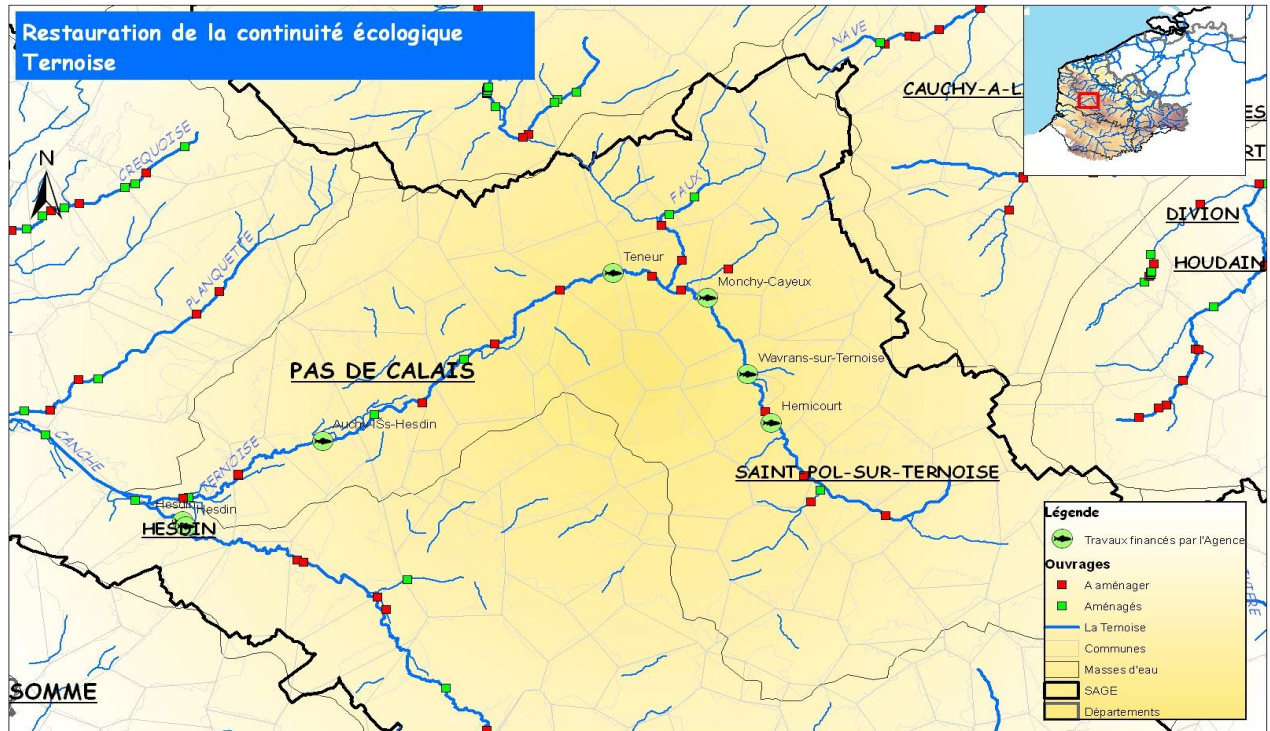 Restauration de la continuité écologique
Ternoise
NAVE
CAUCHY-A-L
N
CREQUOISE
FAUX
DIVION
HOUDAIN
PLANQUETTE
Teneur
Monchy-Cayeux
Wavrans-sur-Ternoise
PAS DE CALAIS
Hernicourt
Auchy-lSs-Hesdin
CANCHE
TERNOISE
SAINT POL-SUR-TERNOISE
Hesdin
Hesdin
HESDIN
SOMME
Légende
Travaux financés par l'Agence
Ouvrages
A aménager
Aménagés
La Ternoise
Communes
Masses d'eau
SAGE
Départements